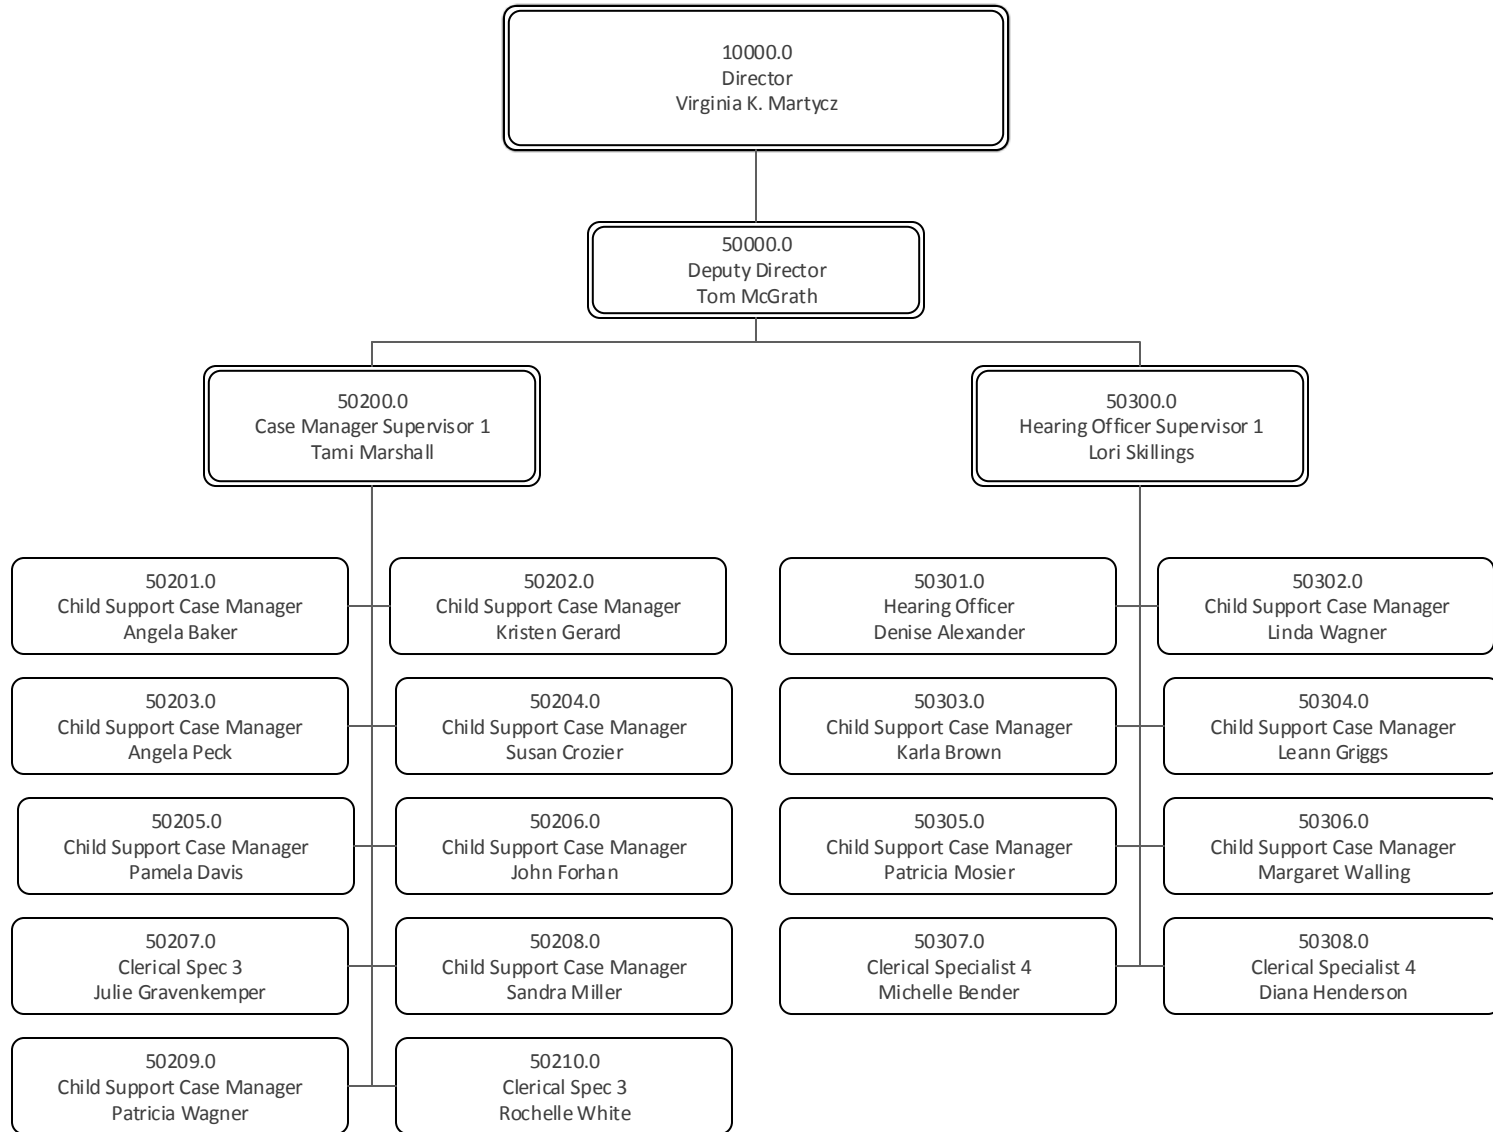 10000.0
Director
Virginia K. Martycz
50000.0
Deputy Director
Tom McGrath
50200.0
Case Manager Supervisor 1
Tami Marshall
50300.0
Hearing Officer Supervisor 1
Lori Skillings
50201.0
Child Support Case Manager
Angela Baker
50202.0
Child Support Case Manager
Kristen Gerard
50301.0
Hearing Officer
Denise Alexander
50302.0
Child Support Case Manager
Linda Wagner
50203.0
Child Support Case Manager
Angela Peck
50204.0
Child Support Case Manager
Susan Crozier
50303.0
Child Support Case Manager
Karla Brown
50304.0
Child Support Case Manager
Leann Griggs
50205.0
Child Support Case Manager
Pamela Davis
50206.0
Child Support Case Manager
John Forhan
50305.0
Child Support Case Manager
Patricia Mosier
50306.0
Child Support Case Manager
Margaret Walling
50207.0
Clerical Spec 3
Julie Gravenkemper
50208.0
Child Support Case Manager
Sandra Miller
50307.0
Clerical Specialist 4
Michelle Bender
50308.0
Clerical Specialist 4
Diana Henderson
50209.0
Child Support Case Manager
Patricia Wagner
50210.0
Clerical Spec 3
Rochelle White